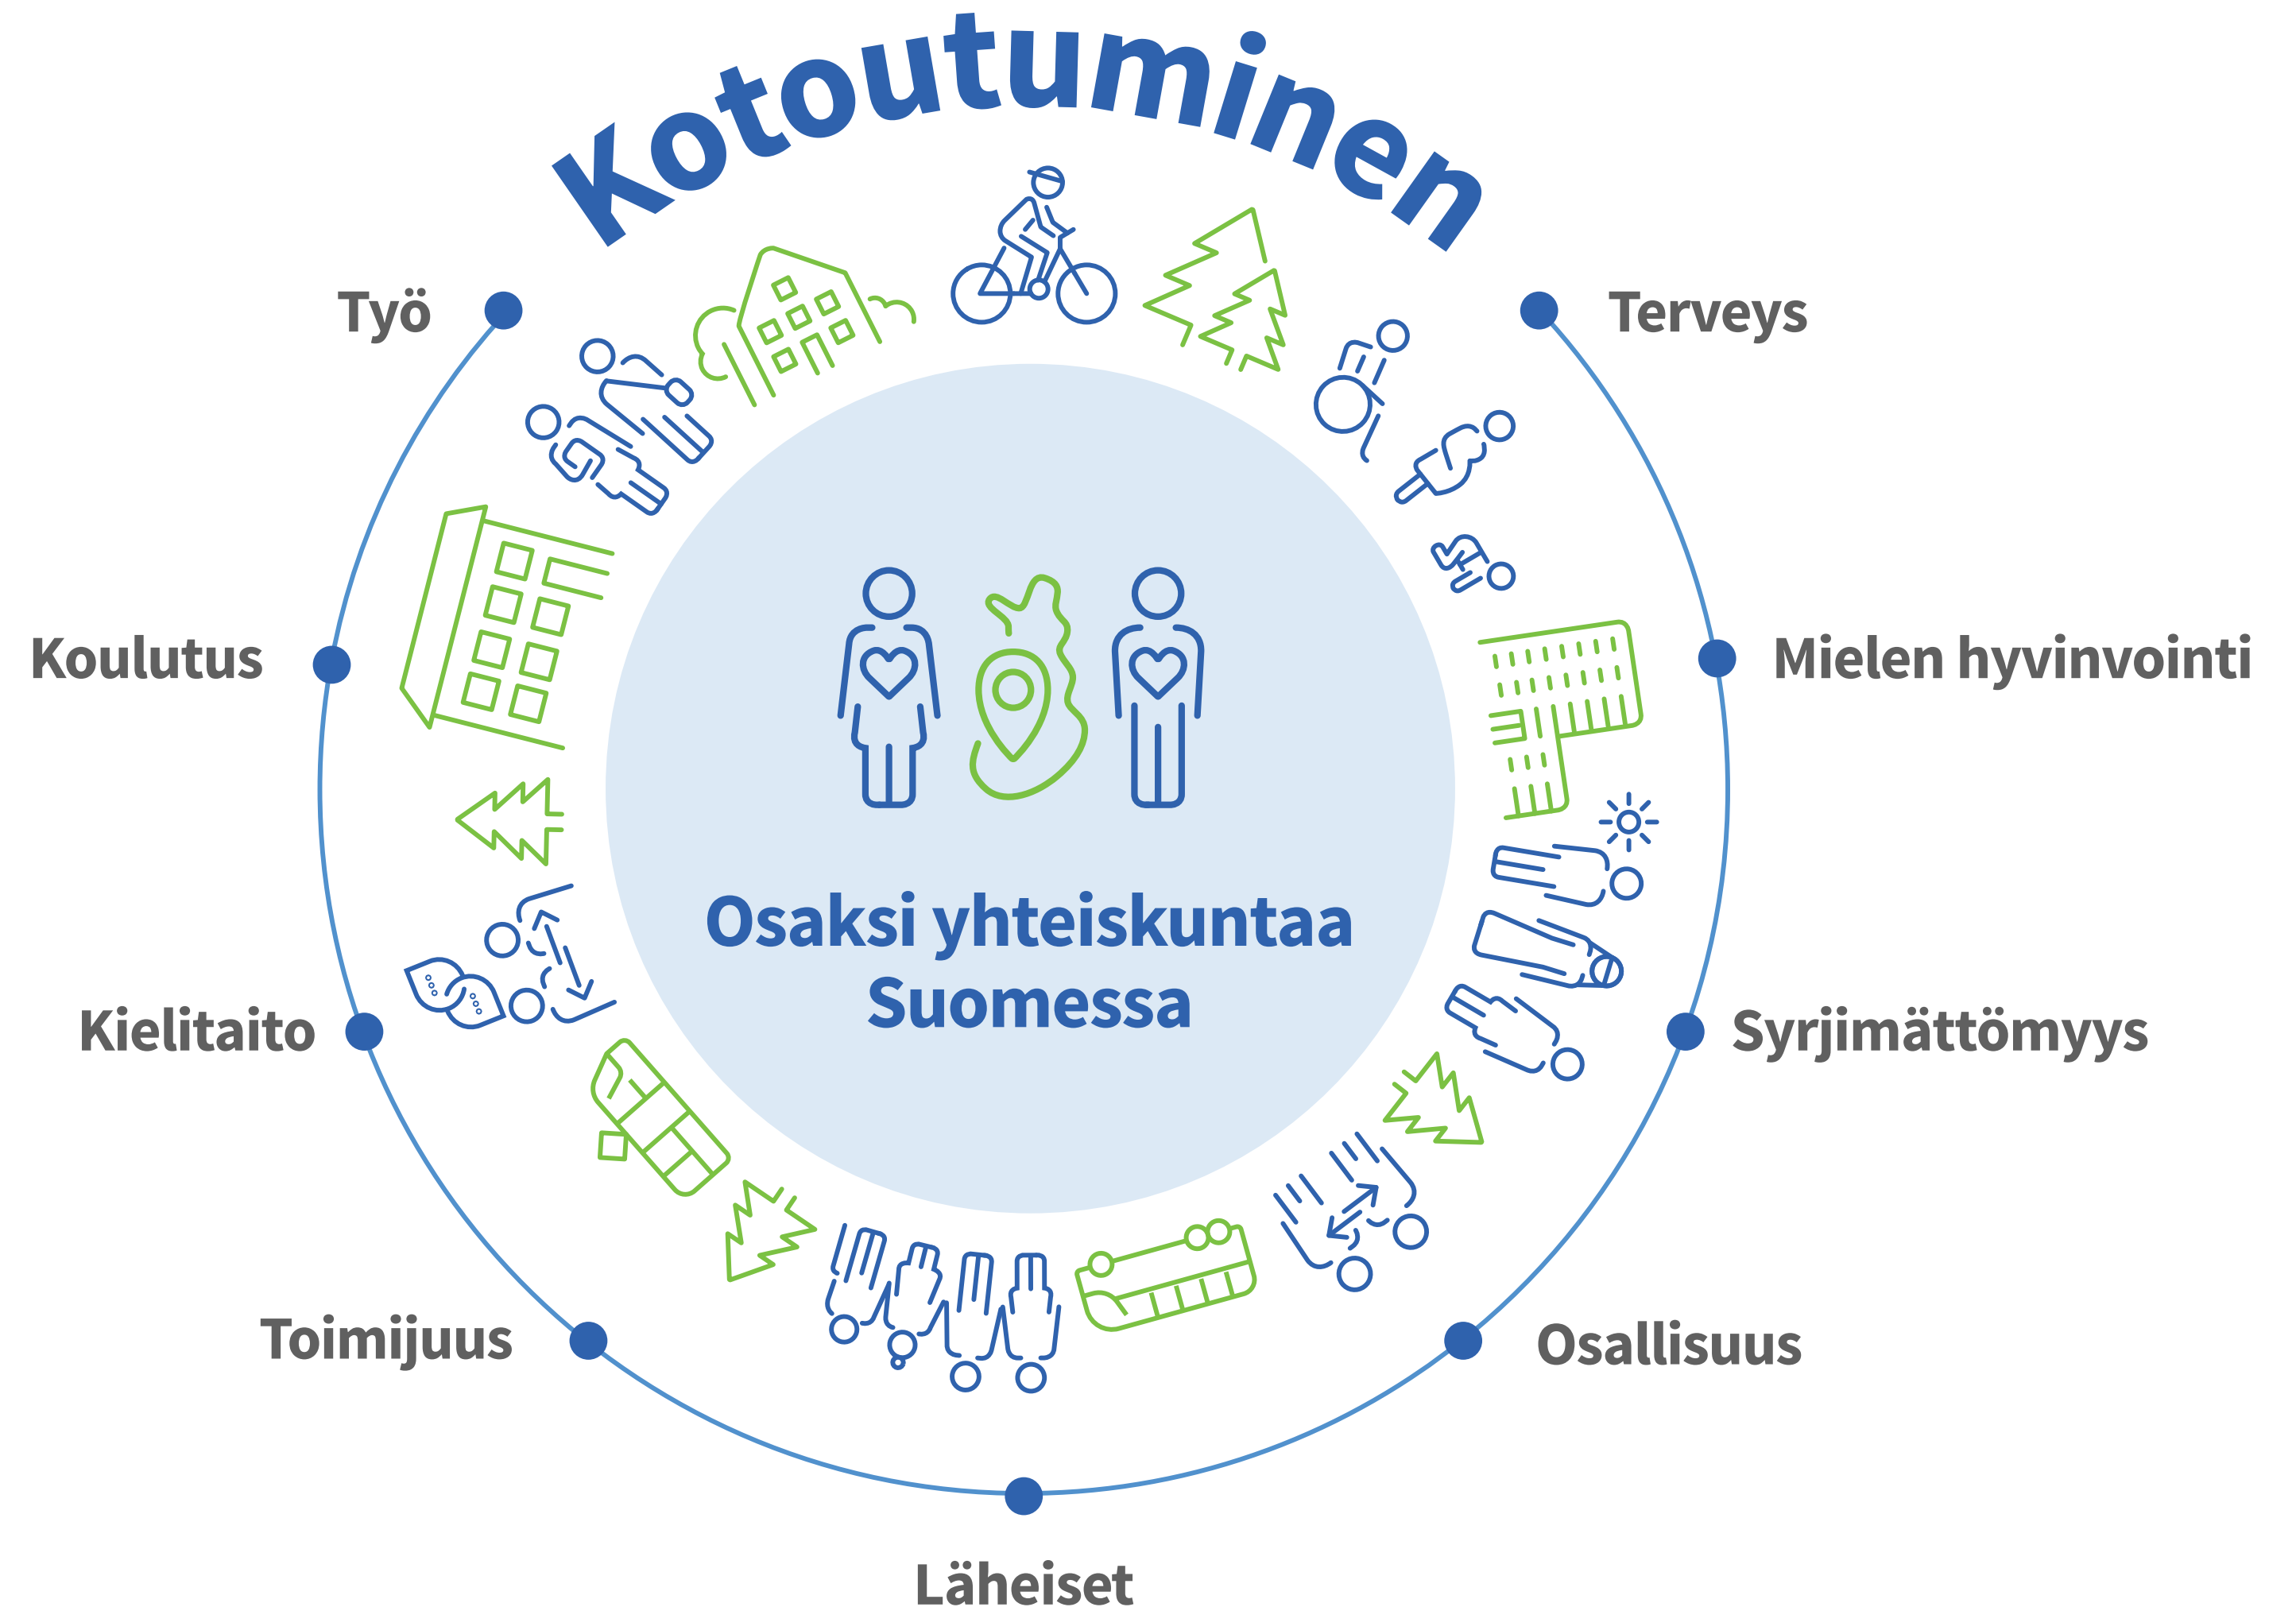 Kotoutuminen
Työ
Terveys
Koulutus
Mielen hyvinvointi
Osaksi yhteiskuntaa
Suomessa
Kielitaito
Syrjimättömyys
Toimijuus
Osallisuus
Läheiset